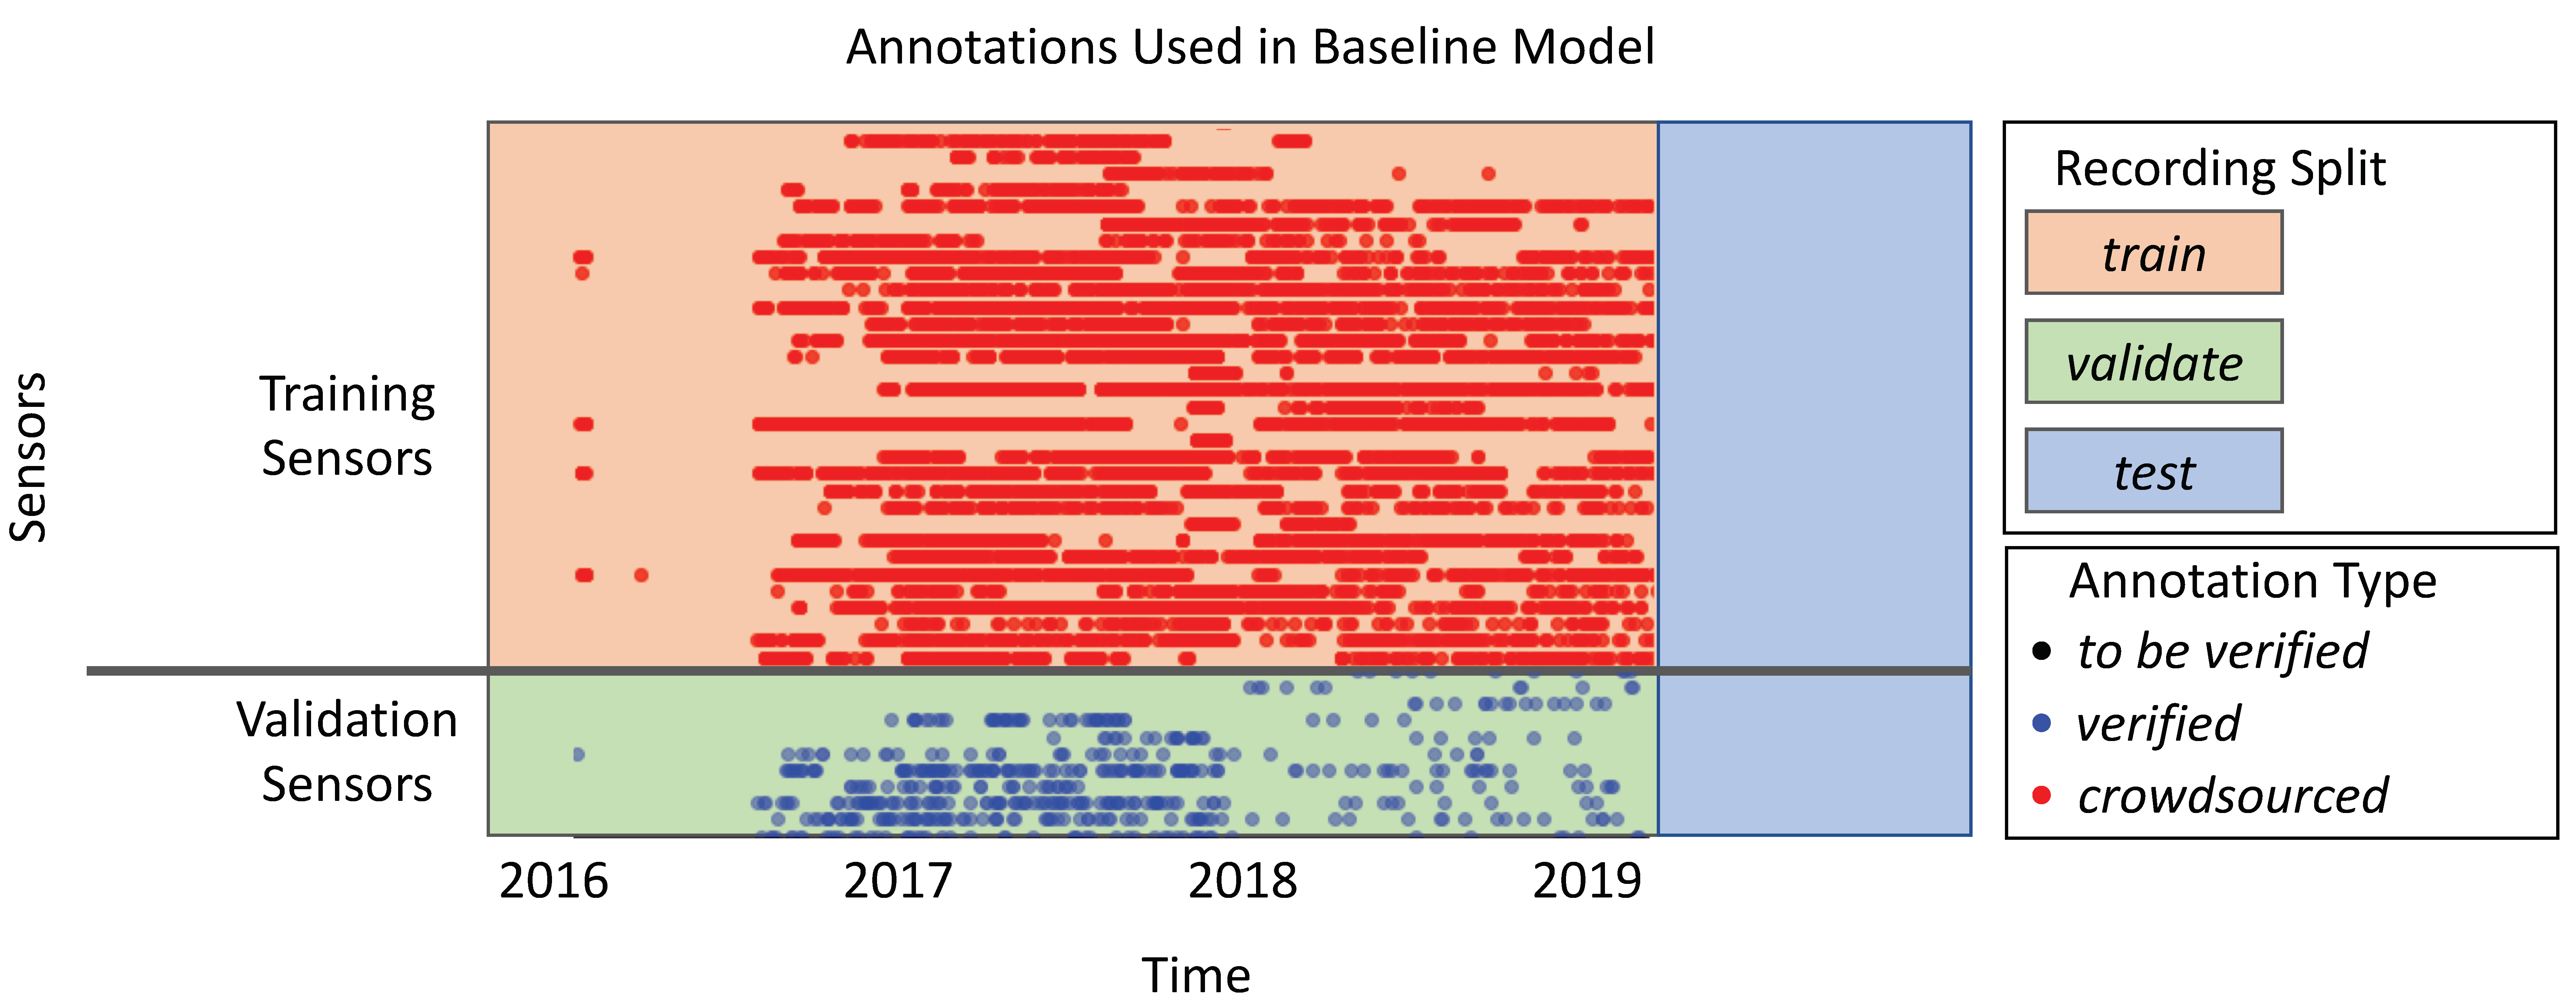 Annotations Used in Baseline Model
Sensors
Training
Sensors
Validation
Sensors
2016 2017 2018 2019
Time
Recording Split
train
validate
test
Annotation Type
to be verified
verified
crowdsourced